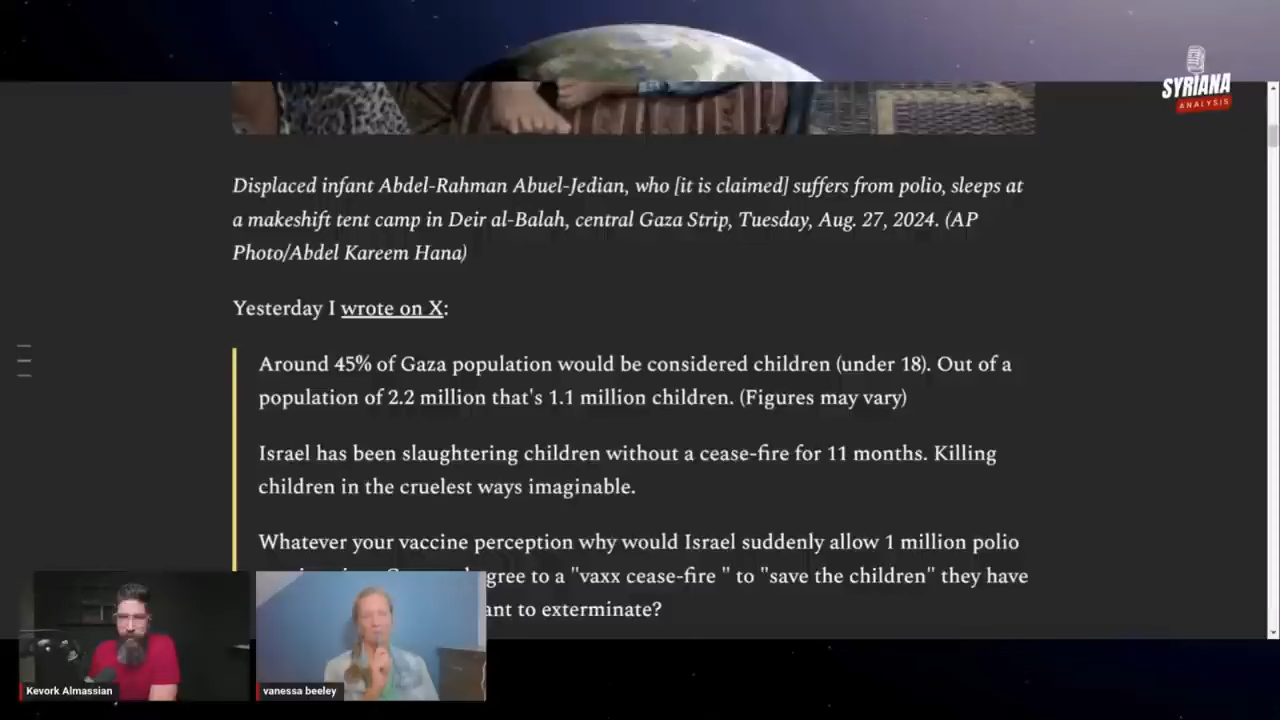 SYRIANA
ANALYSIS
Displaced infant Abdel-Rahman Abuel-Jedian, who [it is claimed] suffers from polio, sleeps at
a makeshift tent camp in Deir al-Balah, central Gaza Strip, Tuesday, Aug. 27, 2024. (AP
Photo/Abdel Kareem Hana)
Yesterday I wrote on X:
Around 45% of Gaza population would be considered children (under 18). Out of a
population of 2.2 million that's 1.1 million children. (Figures may vary)
Israel has been slaughtering children without a cease-fire for 11 months. Killing
children in the cruelest ways imaginable.
Whatever your vaccine perception why would Israel suddenly allow 1 million polio
to a "vaxx cease-fire " to "save the children" they have
to exterminate?
Kevork Almassian
vanessa beeley